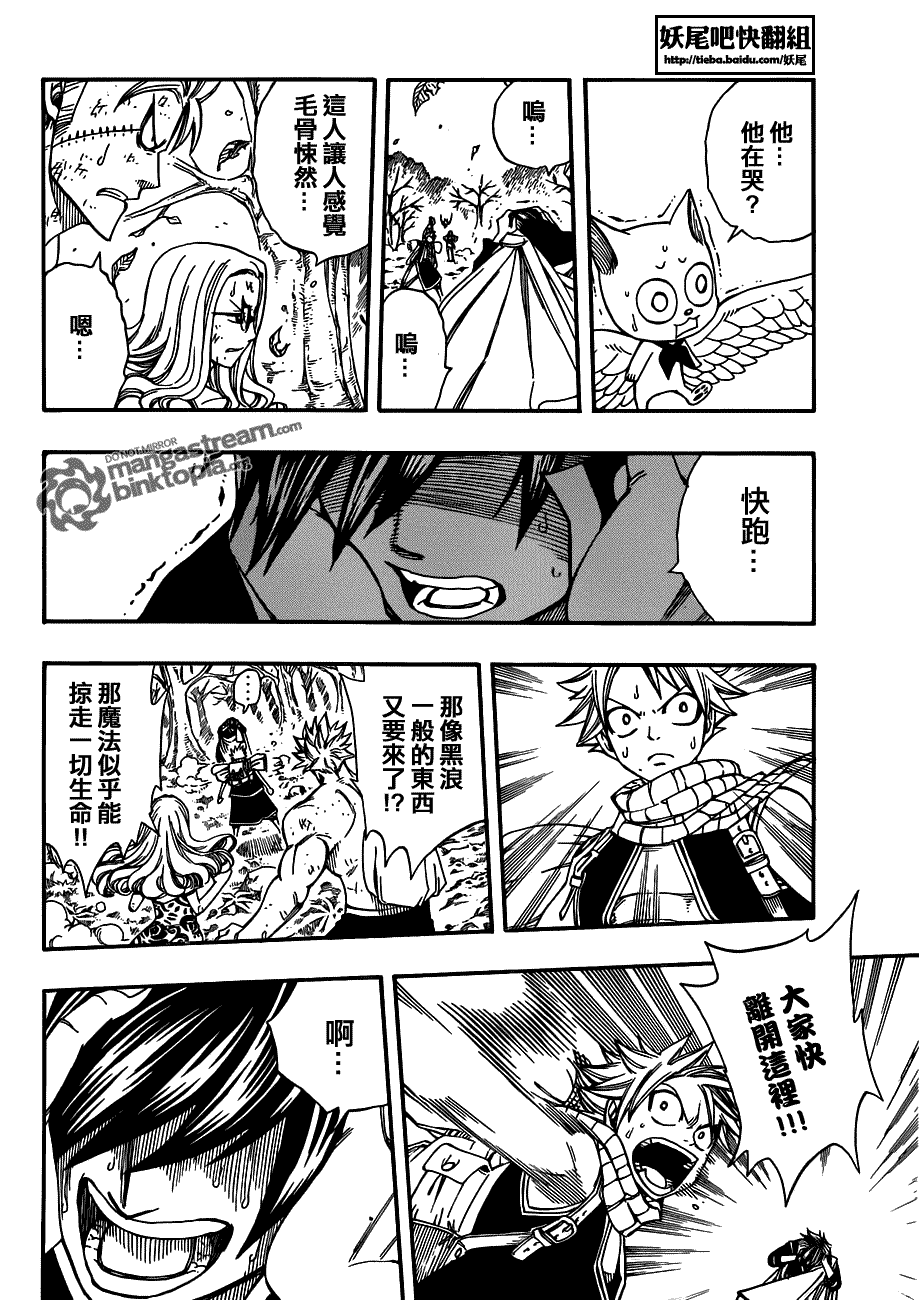 妖尾吧快翻組
http://tieba.baidu.com/妖尾
他…
他在哭?
嗚…
嗚…
這人讓人感覺
毛骨悚然…
嗯…
DO NOT MIRROR
mangastream.com
binktopia.org
快跑…
那像黑浪
一般的東西
又要來了!?
…
那魔法似乎能
掠走一切生命!!
大家快
離開這裡!!!
啊…